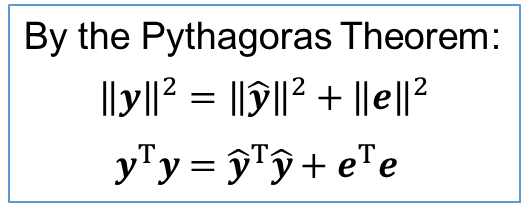 By the Pythagoras Theorem:
‖y‖² = ‖ŷ‖² + ‖e‖²
yᵀy = ŷᵀŷ + eᵀe